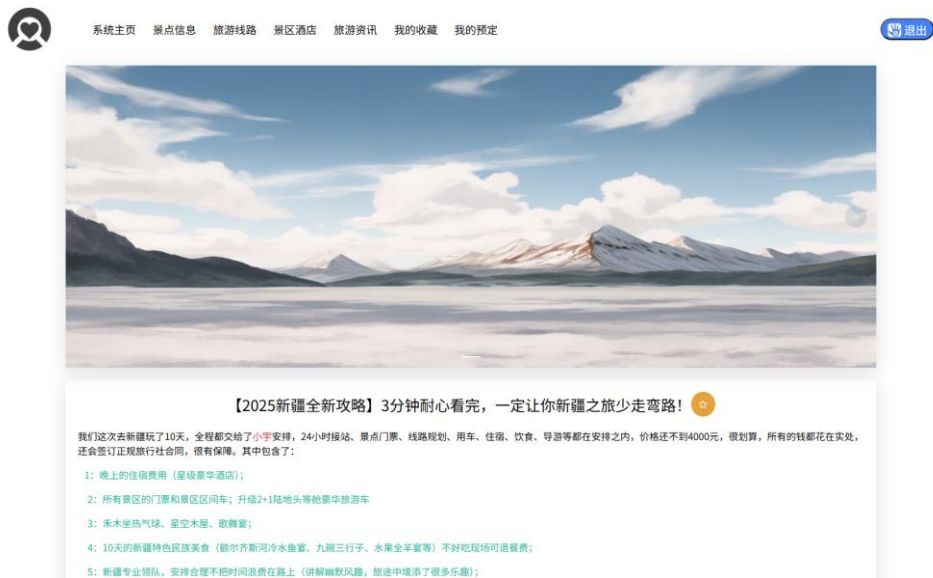 系统主页 景点信息 旅游线路 景区酒店 旅游资讯 我的收藏 我的预定 退出
【2025新疆全新攻略】3分钟耐心看完，一定让你新疆之旅少走弯路！
我们这次去新疆玩了10天，全程都交给了小宇安排，24小时接站、景点门票、线路规划、用车、住宿、饮食、导游等都在安排之内，价格还不到4000元，很划算，所有的钱都花在实处，
还会签订正规旅行社合同，很有保障。其中包含了：
1：晚上的住宿费用（星级豪华酒店）；
2：所有景区的门票和景区区间车；升级2+1陆地头等舱豪华旅游车
3：禾木坐热气球、星空木屋、歌舞宴；
4：10天的新疆特色民族美食（额尔齐斯河冷水鱼宴、九碗三行子、水果全羊宴等）不好吃现场可退餐费；
5：新疆专业领队，安排合理不把时间浪费在路上（讲解幽默风趣，旅途中增添了很多乐趣）；